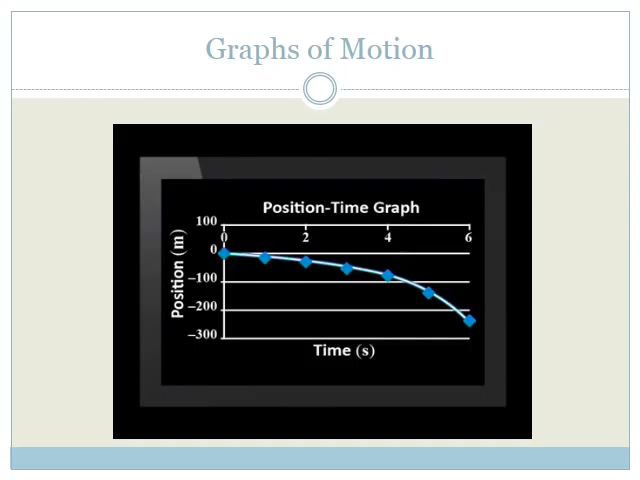 Graphs of Motion
Position-Time Graph
100
0 2 4 6
0
Position (m)
–100
–200
–300
Time (s)